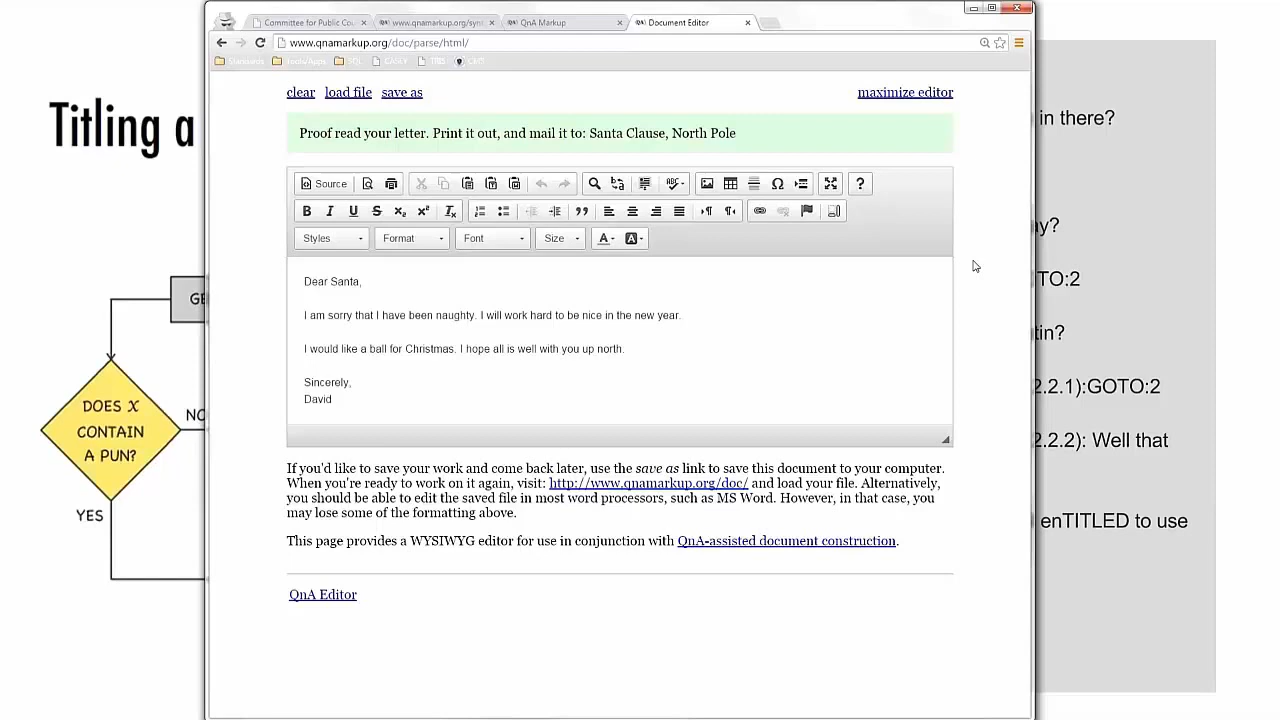 Committee for Public Cou
www.qnamarkup.org/syn
QnA Markup
Document Editor
www.qnamarkup.org/doc/parse/html/
Standards
Tools/Apps
SQL
clear load file save as maximize editor
Proof read your letter. Print it out, and mail it to: Santa Clause, North Pole
Source
Styles Format Font Size
Dear Santa,
I am sorry that I have been naughty. I will work hard to be nice in the new year.
I would like a ball for Christmas. I hope all is well with you up north.
Sincerely,
David
If you'd like to save your work and come back later, use the save as link to save this document to your computer.
When you're ready to work on it again, visit: http://www.qnamarkup.org/doc/ and load your file. Alternatively,
you should be able to edit the saved file in most word processors, such as MS Word. However, in that case, you
may lose some of the formatting above.
This page provides a WYSIWYG editor for use in conjunction with QnA-assisted document construction.
QnA Editor
Titling a
GE
DOES X
CONTAIN
A PUN?
NO
YES
in there?
ay?
TO:2
tin?
2.2.1):GOTO:2
2.2.2): Well that
enTITLED to use